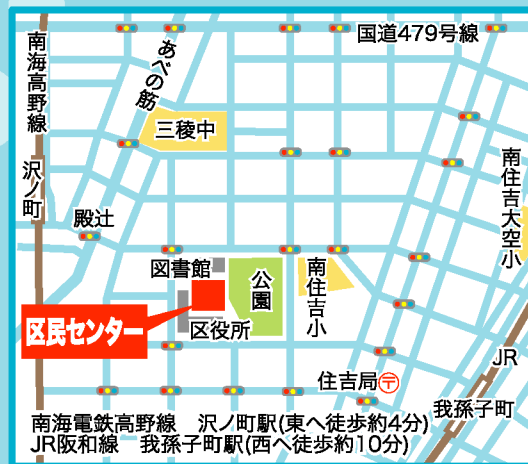 国道479号線
南海高野線
あべの筋
三稜中
沢ノ町
南住吉大空小
殿辻
図書館
公園
南住吉小
区民センター
区役所
JR
住吉局〒
我孫子町
南海電鉄高野線 沢ノ町駅(東へ徒歩約4分)
JR阪和線 我孫子町駅(西へ徒歩約10分)